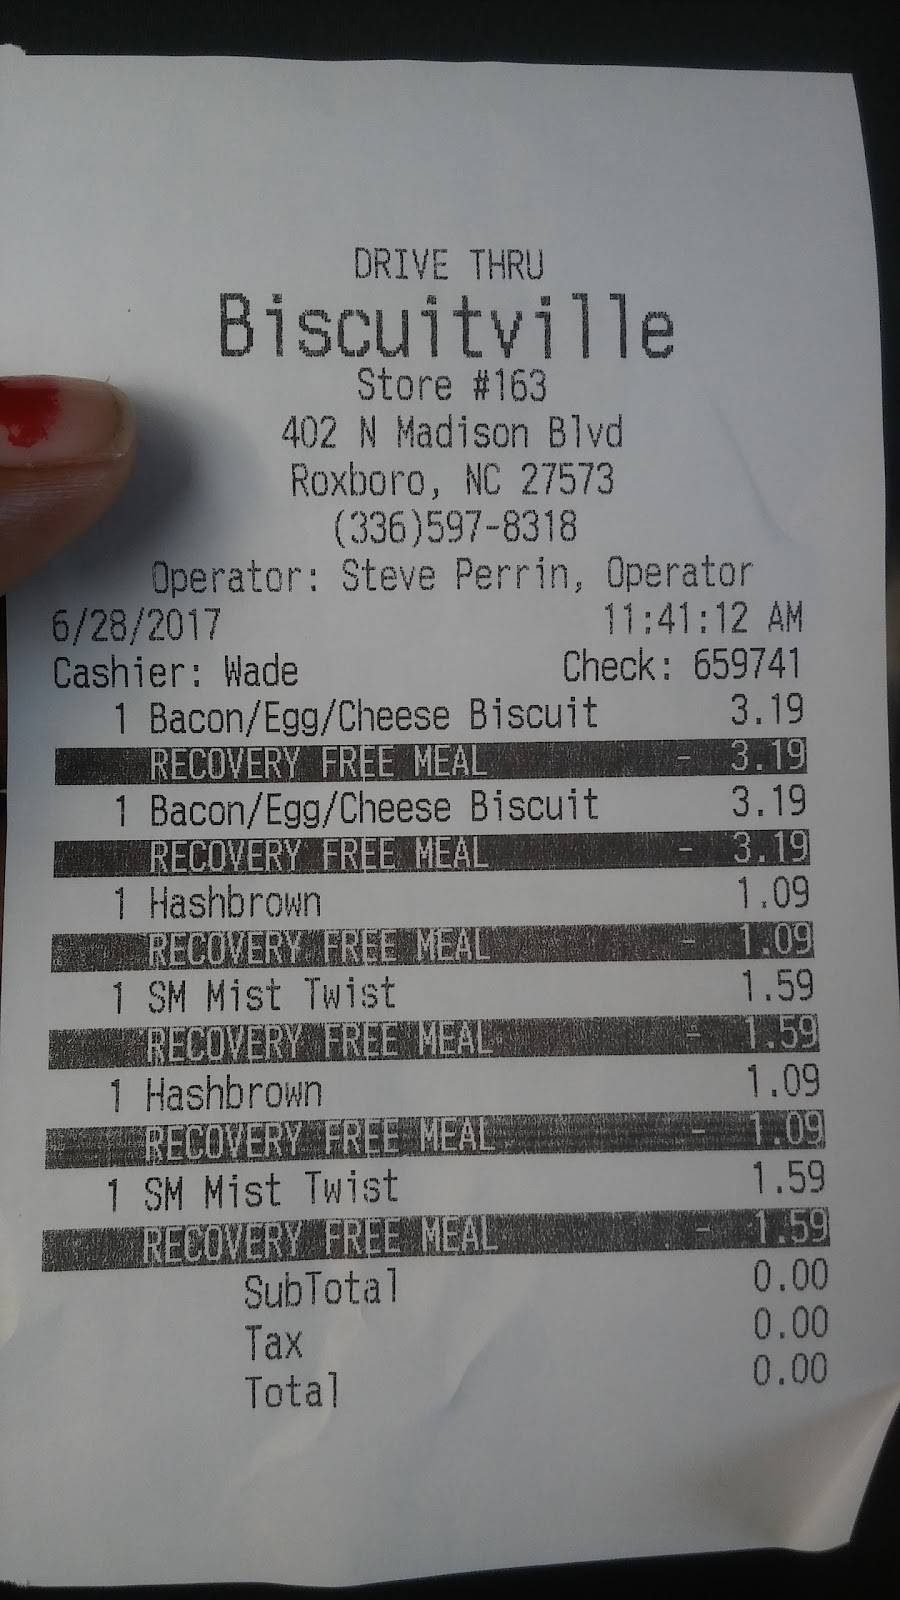 DRIVE THRU
Biscuitville
Store #163
402 N Madison Blvd
Roxboro, NC 27573
(336)597-8318
Operator: Steve Perrin, Operator
6/28/2017 11:41:12 AM
Cashier: Wade Check: 659741
1 Bacon/Egg/Cheese Biscuit 3.19
RECOVERY FREE MEAL - 3.19
1 Bacon/Egg/Cheese Biscuit 3.19
RECOVERY FREE MEAL - 3.19
1 Hashbrown 1.09
RECOVERY FREE MEAL - 1.09
1 SM Mist Twist 1.59
RECOVERY FREE MEAL - 1.59
1 Hashbrown 1.09
RECOVERY FREE MEAL - 1.09
1 SM Mist Twist 1.59
RECOVERY FREE MEAL - 1.59
SubTotal 0.00
Tax 0.00
Total 0.00